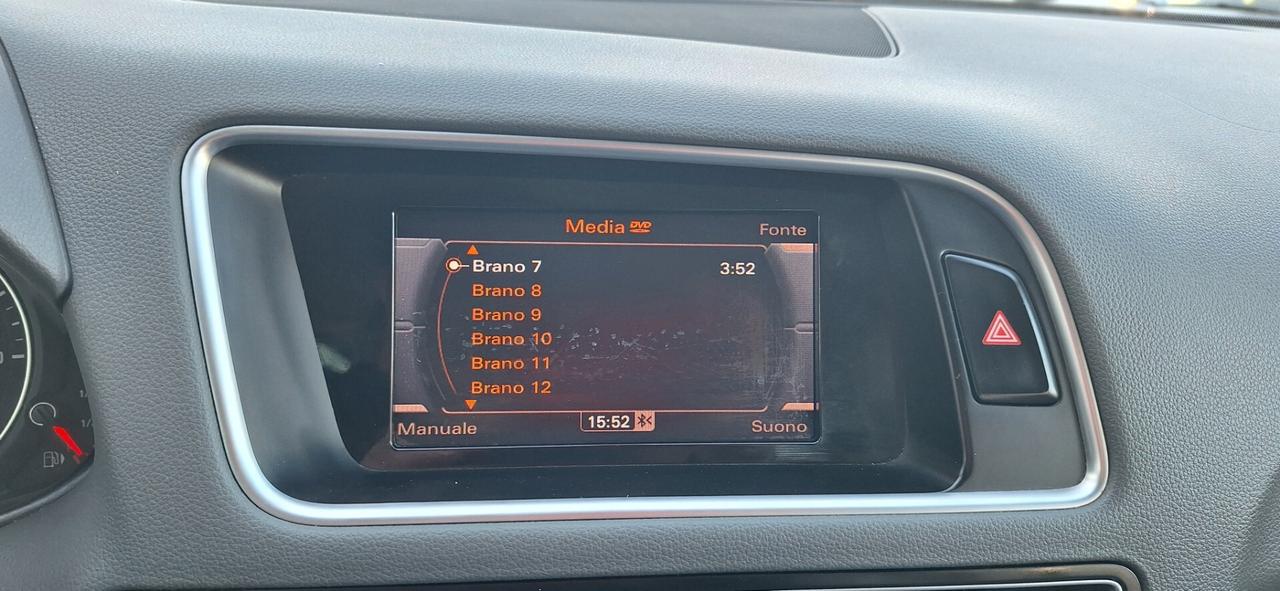 Media DVD
Fonte
Brano 7 3:52
Brano 8
Brano 9
Brano 10
Brano 11
Brano 12
Manuale
15:52
Suono